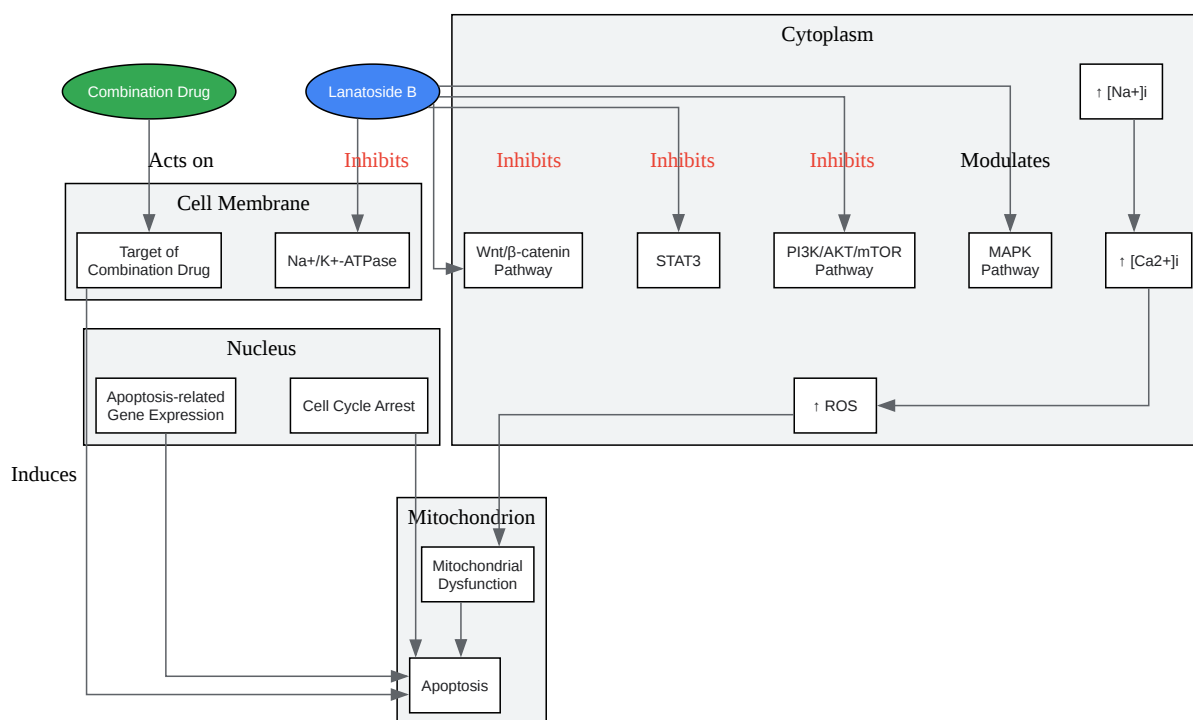 Cytoplasm
Combination Drug
Lanatoside B
↑ [Na+]i
Acts on
Inhibits
Inhibits
Inhibits
Inhibits
Modulates
Cell Membrane
Target of
Combination Drug
Na+/K+-ATPase
Wnt/β-catenin
Pathway
STAT3
PI3K/AKT/mTOR
Pathway
MAPK
Pathway
↑ [Ca2+]i
Nucleus
Apoptosis-related
Gene Expression
Cell Cycle Arrest
↑ ROS
Induces
Mitochondrion
Mitochondrial
Dysfunction
Apoptosis